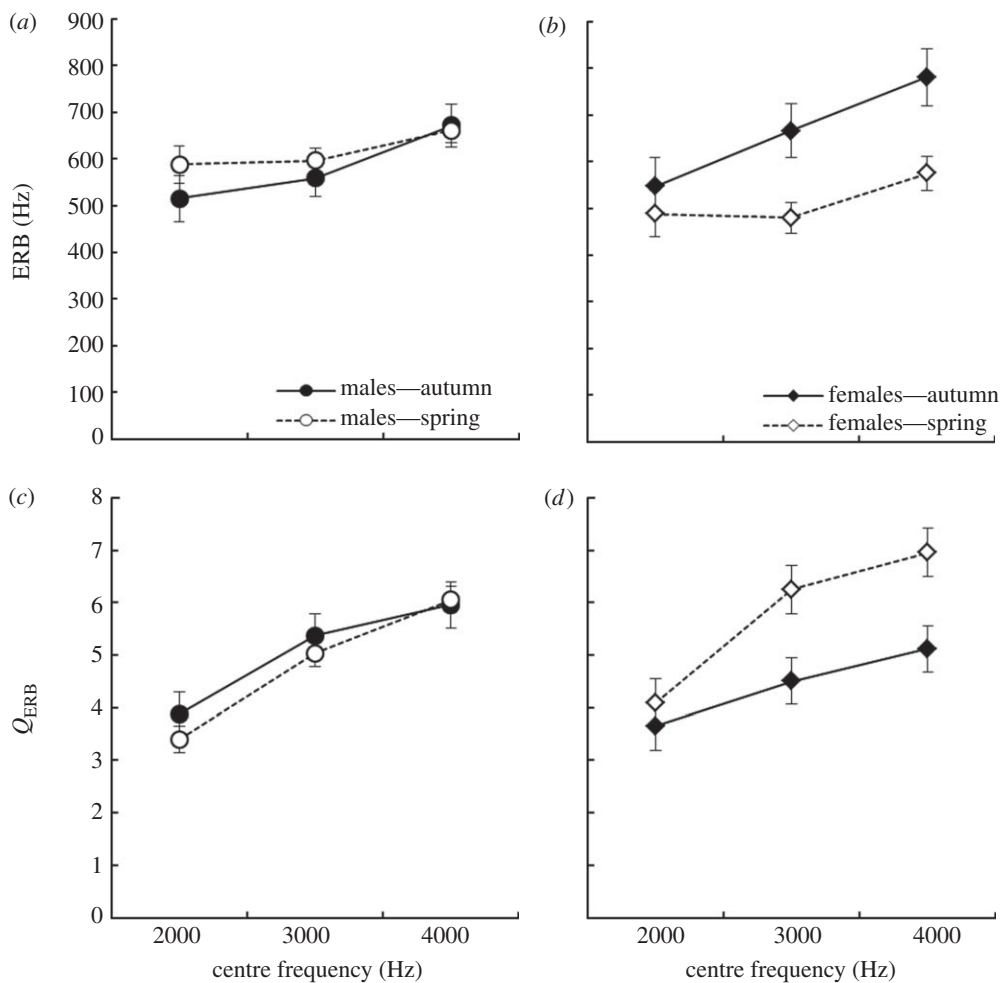 (a)
900
800
700
600
500
400
300
200
100
0
ERB (Hz)
males—autumn
males—spring
(b)
females—autumn
females—spring
(c)
8
7
6
5
4
3
2
1
0
QERB
2000 3000 4000
centre frequency (Hz)
(d)
2000 3000 4000
centre frequency (Hz)